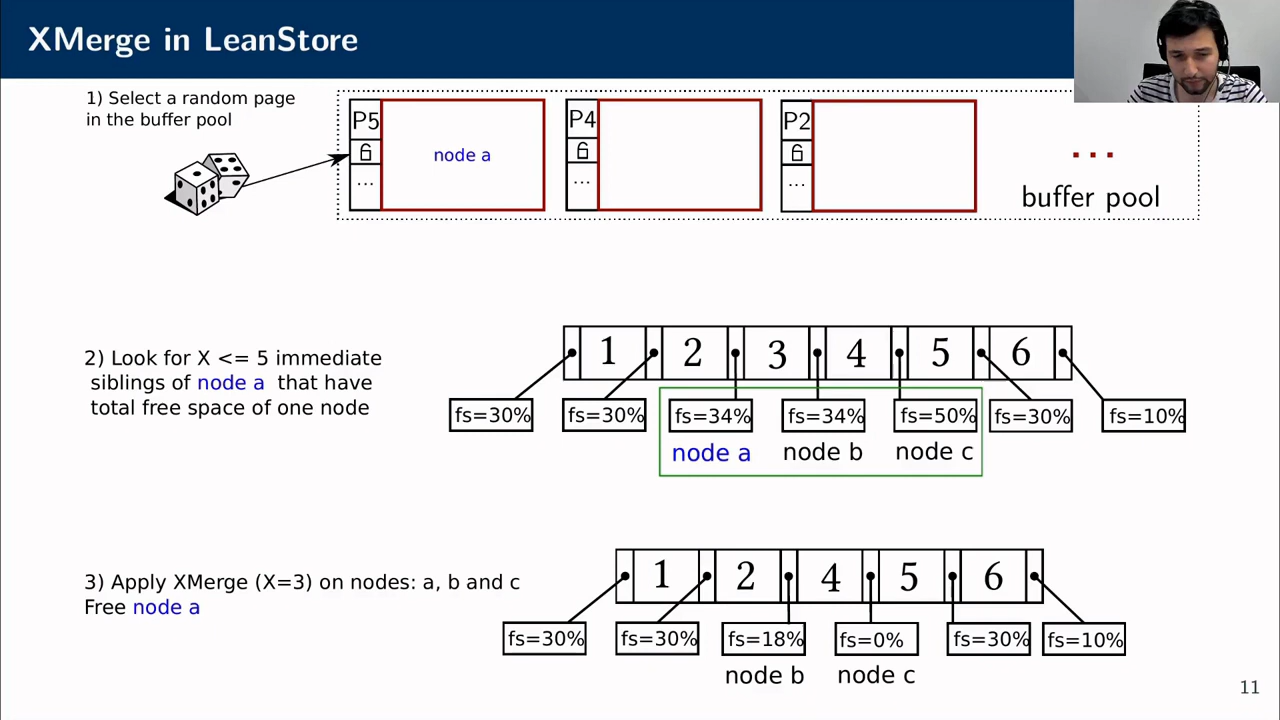 XMerge in LeanStore
1) Select a random page
in the buffer pool
P5
node a
...
P4
...
P2
...
...
buffer pool
2) Look for X <= 5 immediate
siblings of node a that have
total free space of one node
1 2 3 4 5 6
fs=30% fs=30% fs=34% fs=34% fs=50% fs=30% fs=10%
node a node b node c
3) Apply XMerge (X=3) on nodes: a, b and c
Free node a
1 2 4 5 6
fs=30% fs=30% fs=18% fs=0% fs=30% fs=10%
node b node c
11